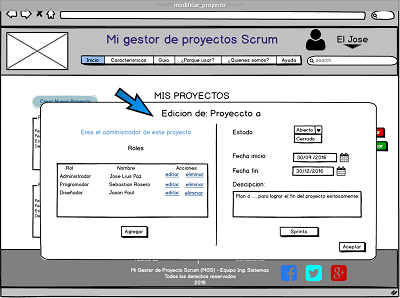 modificar_proyecto
Mi gestor de proyectos Scrum
El Jose
Inicio
Caracteristicas
Guia
¿Porque usar?
¿Quienes somos?
Ayuda
search
MIS PROYECTOS
Crear Nuevo Proyecto
Edicion de: Proyeccto a
Eres el administrador de este proyecto
Roles
Rol Nombre Acciones
Administrador Jose Lius Paz editar eliminar
Programador Sebastian Rosero editar eliminar
Diseñador Jason Paul editar eliminar
Agregar
Estado: Abierto
Cerrado
Fecha inicio: 30/09/2016
Fecha fin: 30/12/2016
Descipcion:
Plan a .... para lograr el fin del proyecto exitosamente.
Sprints
Aceptar
Mi Gestor de Proyecto Scrum (MGS) - Equipo Ing. Sistemas
Todos los derechos reservados
2016